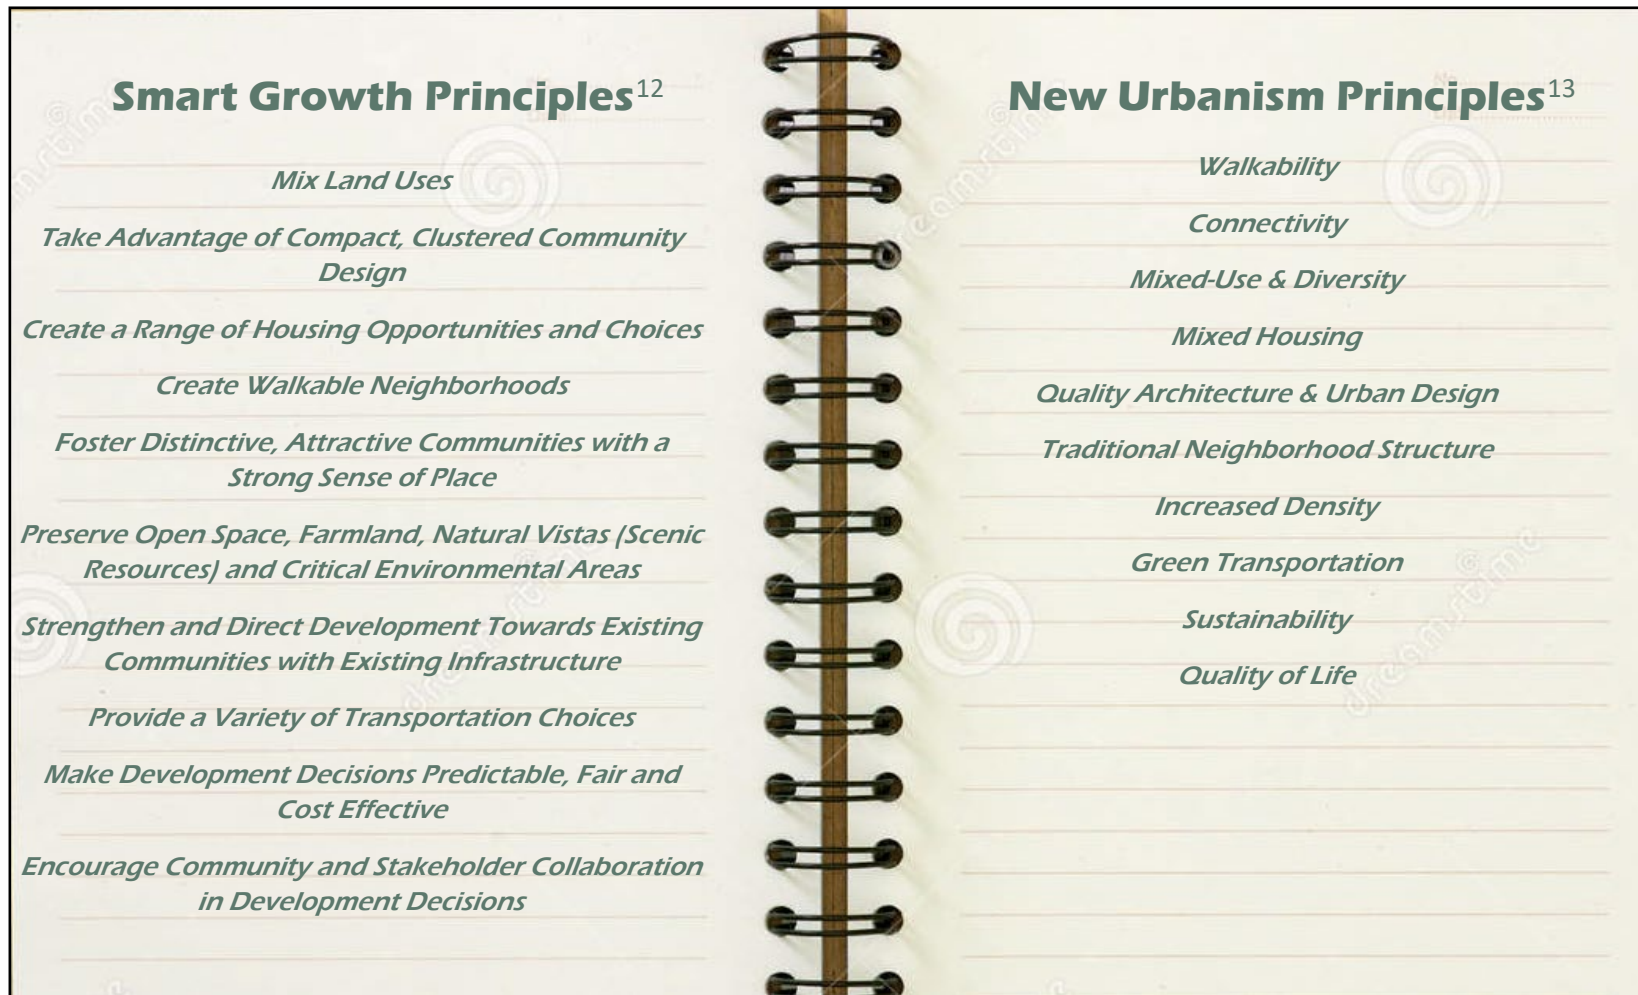 Smart Growth Principles12
Mix Land Uses
Take Advantage of Compact, Clustered Community
Design
Create a Range of Housing Opportunities and Choices
Create Walkable Neighborhoods
Foster Distinctive, Attractive Communities with a
Strong Sense of Place
Preserve Open Space, Farmland, Natural Vistas (Scenic
Resources) and Critical Environmental Areas
Strengthen and Direct Development Towards Existing
Communities with Existing Infrastructure
Provide a Variety of Transportation Choices
Make Development Decisions Predictable, Fair and
Cost Effective
Encourage Community and Stakeholder Collaboration
in Development Decisions
New Urbanism Principles13
Walkability
Connectivity
Mixed-Use & Diversity
Mixed Housing
Quality Architecture & Urban Design
Traditional Neighborhood Structure
Increased Density
Green Transportation
Sustainability
Quality of Life
dreamstime
dreamstime